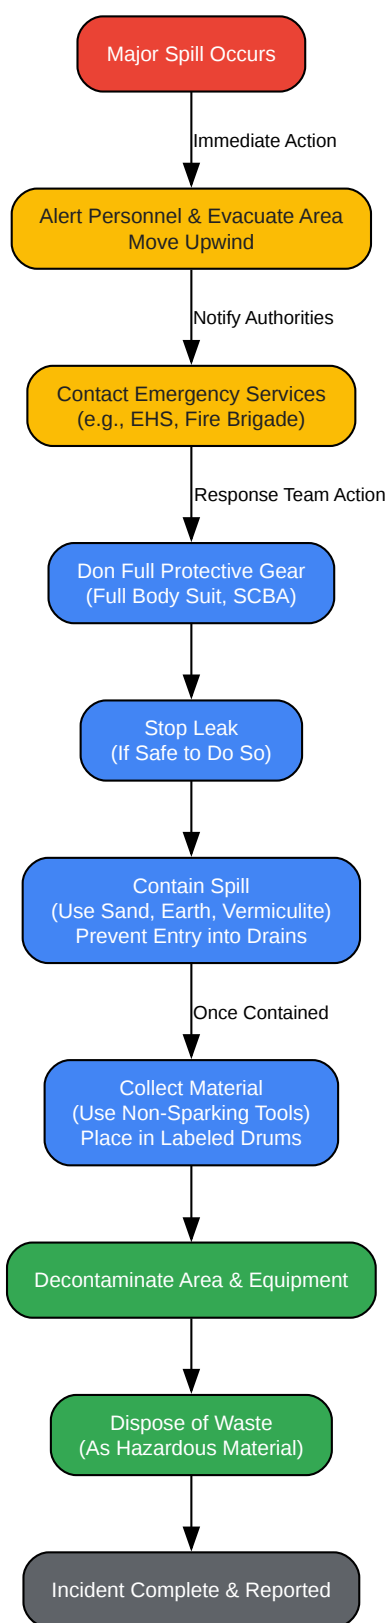 Major Spill Occurs
Immediate Action
Alert Personnel & Evacuate Area
Move Upwind
Notify Authorities
Contact Emergency Services
(e.g., EHS, Fire Brigade)
Response Team Action
Don Full Protective Gear
(Full Body Suit, SCBA)
Stop Leak
(If Safe to Do So)
Contain Spill
(Use Sand, Earth, Vermiculite)
Prevent Entry into Drains
Once Contained
Collect Material
(Use Non-Sparking Tools)
Place in Labeled Drums
Decontaminate Area & Equipment
Dispose of Waste
(As Hazardous Material)
Incident Complete & Reported